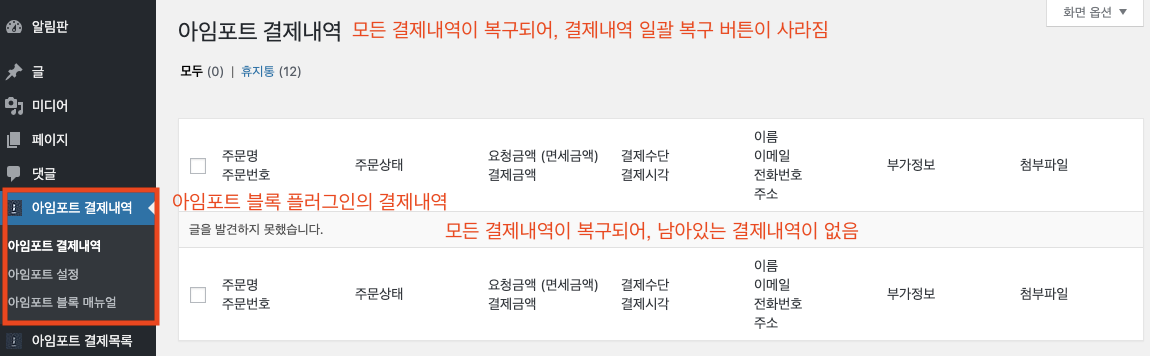 알림판
글
미디어
페이지
댓글
아임포트 결제내역
아임포트 결제내역
아임포트 설정
아임포트 블록 매뉴얼
아임포트 결제목록
화면 옵션 ▼
아임포트 결제내역 모든 결제내역이 복구되어, 결제내역 일괄 복구 버튼이 사라짐
모두 (0) | 휴지통 (12)
주문명
주문번호
주문상태
요청금액 (면세금액)
결제금액
결제수단
결제시각
이름
이메일
전화번호
주소
부가정보
첨부파일
아임포트 블록 플러그인의 결제내역
글을 발견하지 못했습니다.
모든 결제내역이 복구되어, 남아있는 결제내역이 없음
주문명
주문번호
주문상태
요청금액 (면세금액)
결제금액
결제수단
결제시각
이름
이메일
전화번호
주소
부가정보
첨부파일